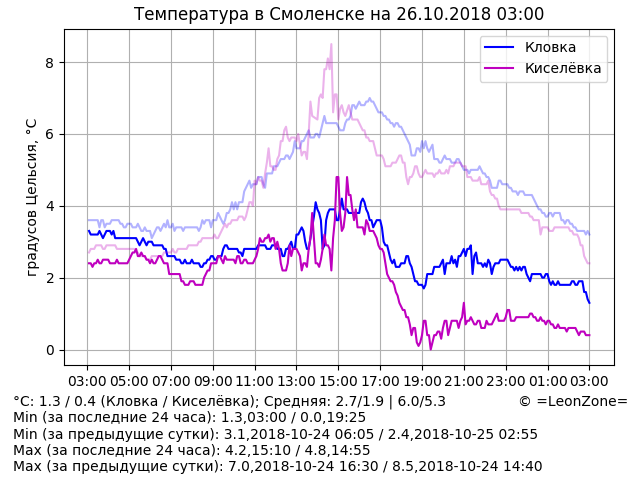 Температура в Смоленске на 26.10.2018 03:00
градусов Цельсия, °C
8
6
4
2
0
Кловка
Киселёвка
03:00 05:00 07:00 09:00 11:00 13:00 15:00 17:00 19:00 21:00 23:00 01:00 03:00
°C: 1.3 / 0.4 (Кловка / Киселёвка); Средняя: 2.7/1.9 | 6.0/5.3 © =LeonZone=
Min (за последние 24 часа): 1.3,03:00 / 0.0,19:25
Min (за предыдущие сутки): 3.1,2018-10-24 06:05 / 2.4,2018-10-25 02:55
Max (за последние 24 часа): 4.2,15:10 / 4.8,14:55
Max (за предыдущие сутки): 7.0,2018-10-24 16:30 / 8.5,2018-10-24 14:40